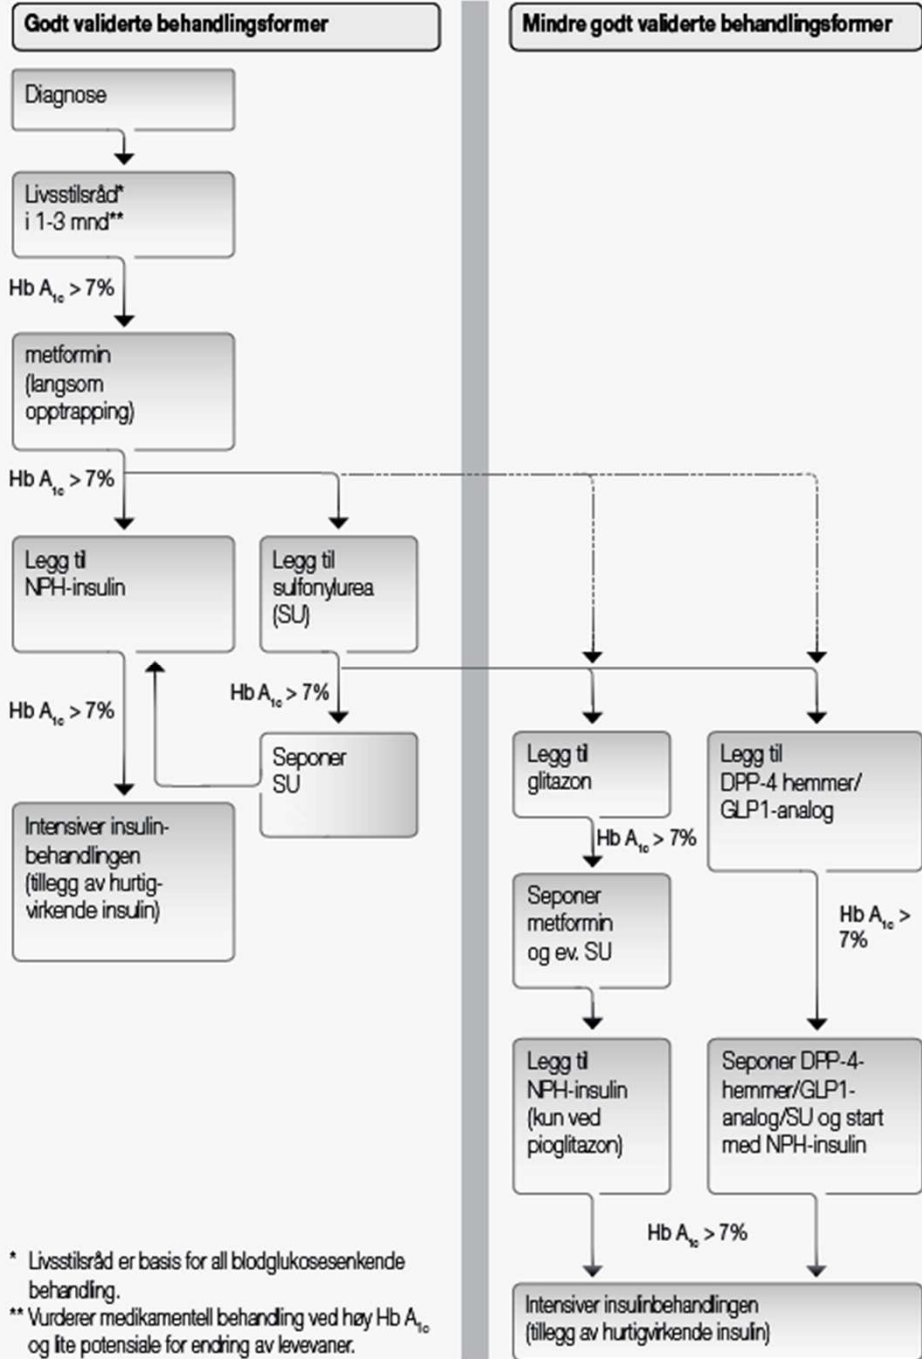 Godt validerte behandlingsformer
Diagnose
Livsstilsråd*
i 1-3 mnd**
Hb A1c > 7%
metformin
(langsom
opptrapping)
Hb A1c > 7%
Legg til
NPH-insulin
Legg til
sulfonylurea
(SU)
Hb A1c > 7%
Hb A1c > 7%
Seponer
SU
Intensiver insulin-
behandlingen
(tillegg av hurtig-
virkende insulin)
* Livsstilsråd er basis for all blodglukosesenkende
behandling.
** Vurderer medikamentell behandling ved høy Hb A1c
og lite potensiale for endring av levevaner.
Mindre godt validerte behandlingsformer
Legg til
glitazon
Hb A1c > 7%
Seponer
metformin
og ev. SU
Legg til
NPH-insulin
(kun ved
pioglitazon)
Legg til
DPP-4 hemmer/
GLP1-analog
Hb A1c >
7%
Seponer DPP-4-
hemmer/GLP1-
analog/SU og start
med NPH-insulin
Hb A1c > 7%
Intensiver insulinbehandlingen
(tillegg av hurtigvirkende insulin)